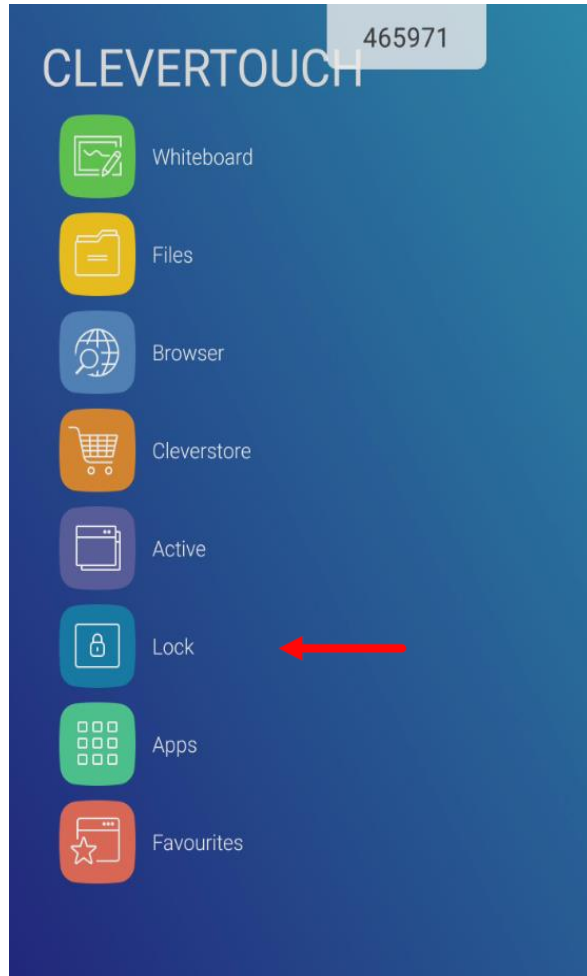 465971
CLEVERTOUCH
Whiteboard
Files
Browser
Cleverstore
Active
Lock
Apps
Favourites